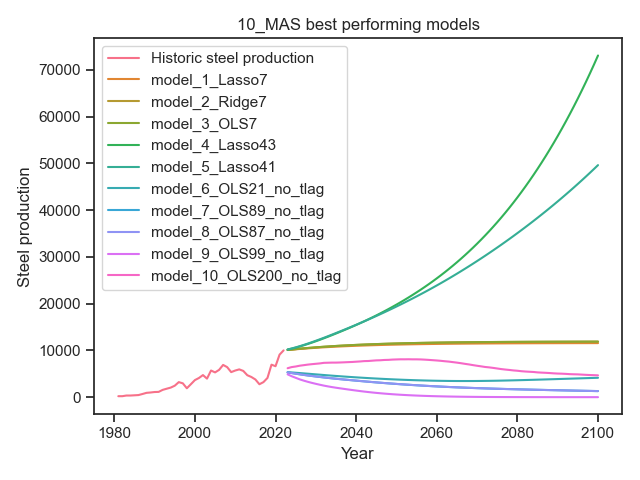 10_MAS best performing models
Steel production
70000
60000
50000
40000
30000
20000
10000
0
Historic steel production
model_1_Lasso7
model_2_Ridge7
model_3_OLS7
model_4_Lasso43
model_5_Lasso41
model_6_OLS21_no_tlag
model_7_OLS89_no_tlag
model_8_OLS87_no_tlag
model_9_OLS99_no_tlag
model_10_OLS200_no_tlag
1980 2000 2020 2040 2060 2080 2100
Year